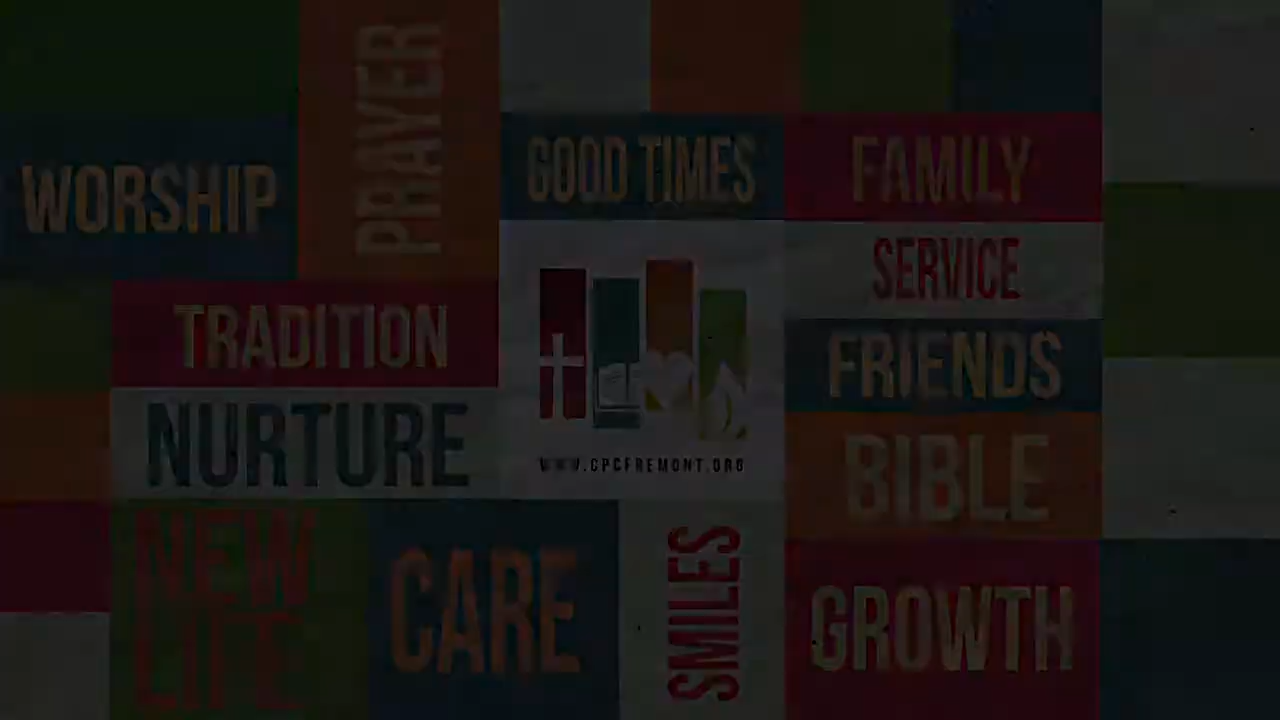 PRAYER
WORSHIP
GOOD TIMES
FAMILY
SERVICE
TRADITION
FRIENDS
NURTURE
BIBLE
WWW.CPCFREMONT.ORG
NEW
LIFE
CARE
SMILES
GROWTH